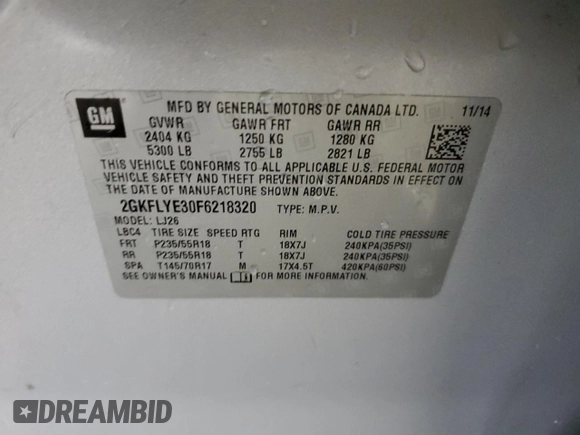 GM
MFD BY GENERAL MOTORS OF CANADA LTD. 11/14
GVWR GAWR FRT GAWR RR
2404 KG 1250 KG 1280 KG
5300 LB 2755 LB 2821 LB
THIS VEHICLE CONFORMS TO ALL APPLICABLE U.S. FEDERAL MOTOR
VEHICLE SAFETY AND THEFT PREVENTION STANDARDS IN EFFECT ON THE
DATE OF MANUFACTURE SHOWN ABOVE.
2GKFLYE30F6218320 TYPE: M.P.V.
MODEL: LJ26
LBC4 TIRE SIZE SPEED RTG RIM COLD TIRE PRESSURE
FRT P235/55R18 T 18X7J 240KPA(35PSI)
RR P235/55R18 T 18X7J 240KPA(35PSI)
SPA T145/70R17 M 17X4.5T 420KPA(60PSI)
SEE OWNER'S MANUAL FOR MORE INFORMATION.
DREAMBID